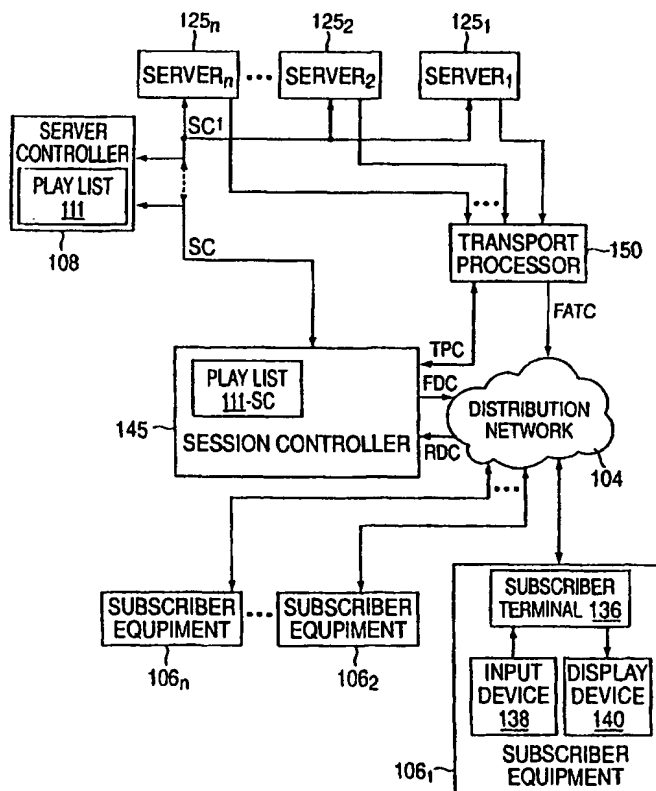 125n 125₂ 125₁
SERVERn ••• SERVER₂ SERVER₁
SC¹
SERVER
CONTROLLER
PLAY LIST
111
108
•••
TRANSPORT
PROCESSOR
150
SC
FATC
TPC
PLAY LIST
111-SC
FDC
DISTRIBUTION
NETWORK
145
SESSION CONTROLLER
RDC
104
•••
SUBSCRIBER
TERMINAL 136
SUBSCRIBER
EQUPIMENT
•••
SUBSCRIBER
EQUIPMENT
106n
106₂
INPUT
DEVICE
138
DISPLAY
DEVICE
140
SUBSCRIBER
EQUIPMENT
106₁